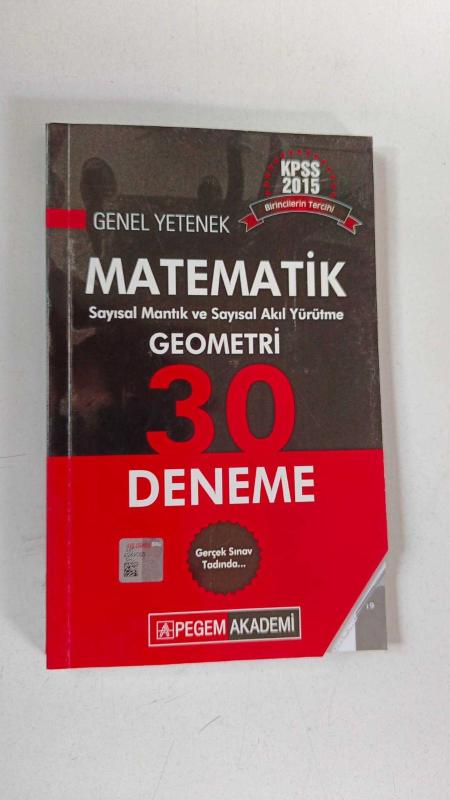 KPSS
2015
Birincilerin Tercihi
GENEL YETENEK
MATEMATİK
Sayısal Mantık ve Sayısal Akıl Yürütme
GEOMETRİ
30
DENEME
Gerçek Sınav
Tadında...
PEGEM AKADEMİ